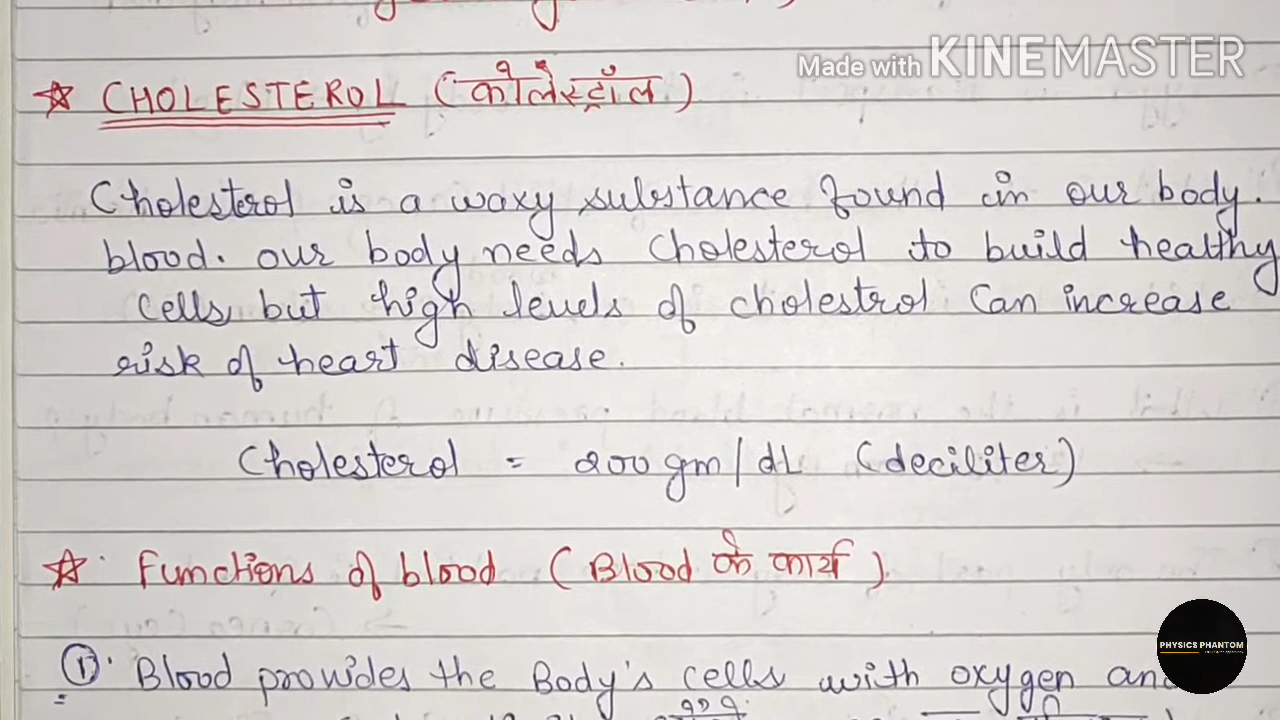 Made with KINEMASTER
☆ CHOLESTEROL (कोलेस्ट्रॉल)
Cholesterol is a waxy substance found in our body.
blood. our body needs Cholesterol to build healthy
Cells but high levels of cholestrol Can increase
risk of heart disease.
Cholesterol = 200 gm/dL (deciliter)
☆ Functions of blood (Blood के कार्य).
① Blood provides the Body's cells with oxygen and
PHYSICS PHANTOM